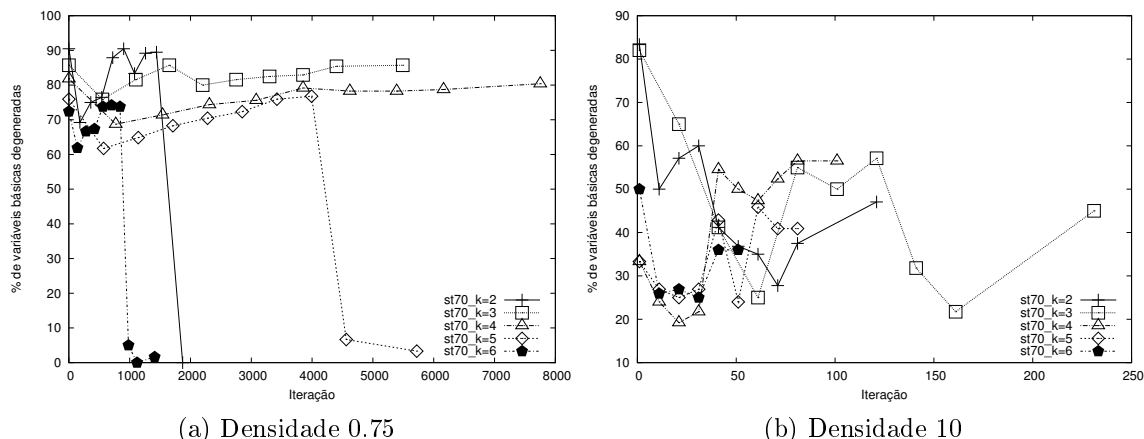 % de variáveis básicas degeneradas
100
90
80
70
60
50
40
30
20
10
0
0 1000 2000 3000 4000 5000 6000 7000 8000
Iteração
st70_k=2
st70_k=3
st70_k=4
st70_k=5
st70_k=6
(a) Densidade 0.75
% de variáveis básicas degeneradas
90
80
70
60
50
40
30
20
10
0 50 100 150 200 250
Iteração
st70_k=2
st70_k=3
st70_k=4
st70_k=5
st70_k=6
(b) Densidade 10